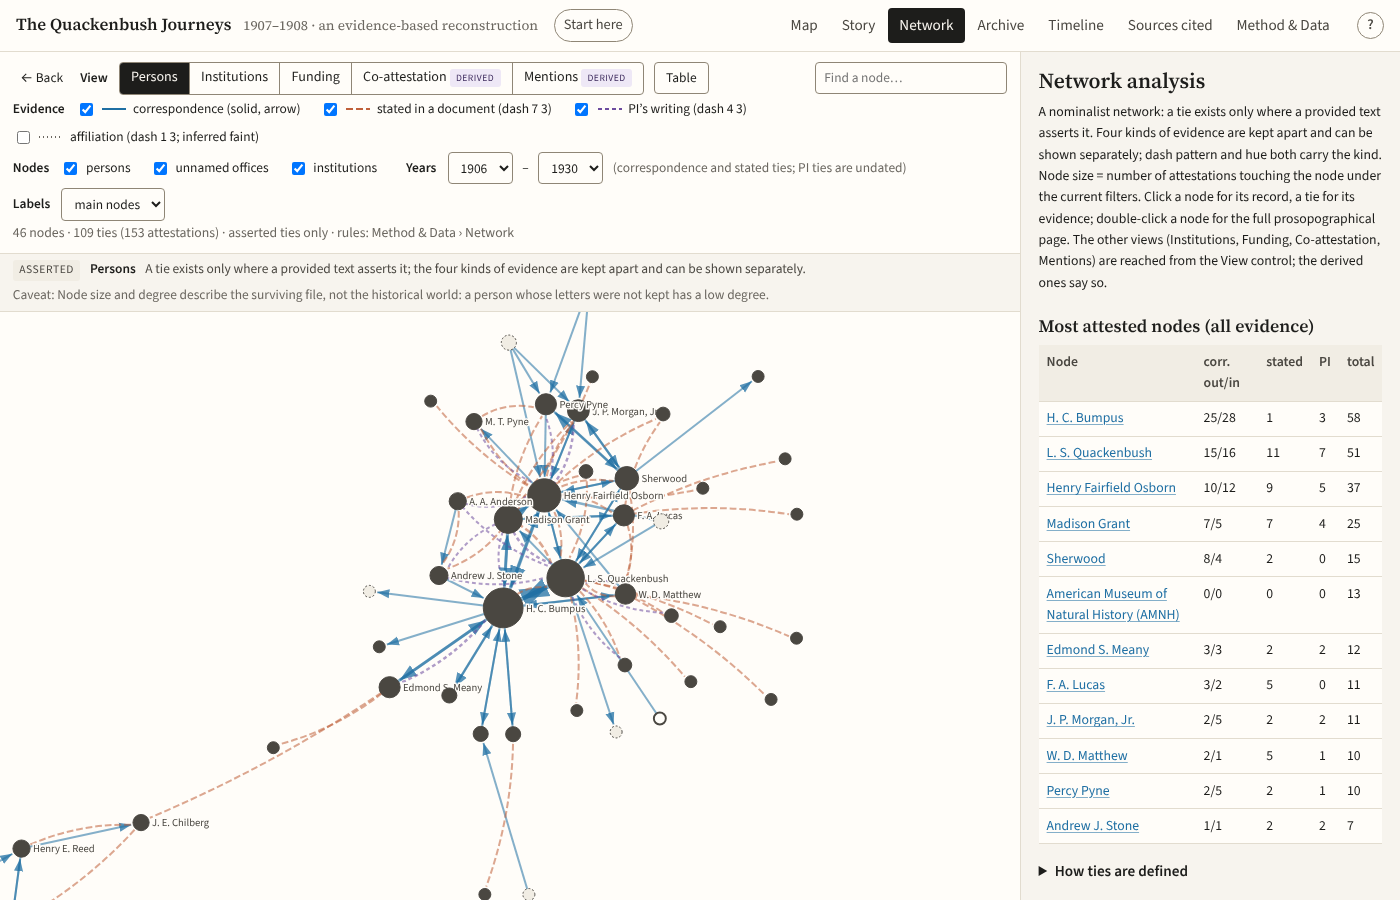 The Quackenbush Journeys 1907–1908 · an evidence-based reconstruction Start here Map Story Network Archive Timeline Sources cited Method & Data ?
← Back View Persons Institutions Funding Co-attestation DERIVED Mentions DERIVED Table Find a node…
Evidence correspondence (solid, arrow) stated in a document (dash 7 3) PI's writing (dash 4 3)
affiliation (dash 1 3; inferred faint)
Nodes persons unnamed offices institutions Years 1906 – 1930 (correspondence and stated ties; PI ties are undated)
Labels main nodes
46 nodes · 109 ties (153 attestations) · asserted ties only · rules: Method & Data › Network
ASSERTED Persons A tie exists only where a provided text asserts it; the four kinds of evidence are kept apart and can be shown separately.
Caveat: Node size and degree describe the surviving file, not the historical world: a person whose letters were not kept has a low degree.
Percy Pyne
J. P. Morgan, Jr.
M. T. Pyne
Sherwood
Henry Fairfield Osborn
A. A. Anderson
Madison Grant
F. A. Lucas
Andrew J. Stone
L. S. Quackenbush
W. D. Matthew
H. C. Bumpus
Edmond S. Meany
J. E. Chilberg
Henry E. Reed
Network analysis
A nominalist network: a tie exists only where a provided text
asserts it. Four kinds of evidence are kept apart and can be
shown separately; dash pattern and hue both carry the kind.
Node size = number of attestations touching the node under
the current filters. Click a node for its record, a tie for its
evidence; double-click a node for the full prosopographical
page. The other views (Institutions, Funding, Co-attestation,
Mentions) are reached from the View control; the derived
ones say so.
Most attested nodes (all evidence)
Node corr. out/in stated PI total
H. C. Bumpus 25/28 1 3 58
L. S. Quackenbush 15/16 11 7 51
Henry Fairfield Osborn 10/12 9 5 37
Madison Grant 7/5 7 4 25
Sherwood 8/4 2 0 15
American Museum of Natural History (AMNH) 0/0 0 0 13
Edmond S. Meany 3/3 2 2 12
F. A. Lucas 3/2 5 0 11
J. P. Morgan, Jr. 2/5 2 2 11
W. D. Matthew 2/1 5 1 10
Percy Pyne 2/5 2 1 10
Andrew J. Stone 1/1 2 2 7
How ties are defined